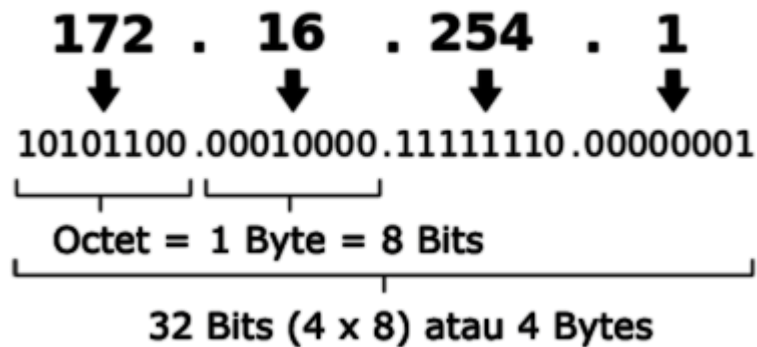 172 . 16 . 254 . 1
10101100 .00010000 .11111110 .00000001
Octet = 1 Byte = 8 Bits
32 Bits (4 x 8) atau 4 Bytes